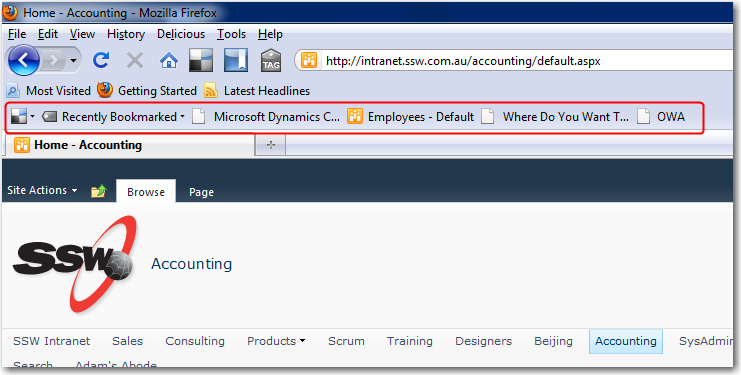 Home - Accounting - Mozilla Firefox
File Edit View History Delicious Tools Help
TAG http://intranet.ssw.com.au/accounting/default.aspx
Most Visited Getting Started Latest Headlines
Recently Bookmarked Microsoft Dynamics C... Employees - Default Where Do You Want T... OWA
Home - Accounting
Site Actions Browse Page
SSW Accounting
SSW Intranet Sales Consulting Products Scrum Training Designers Beijing Accounting SysAdmin
Search Adam's Abode